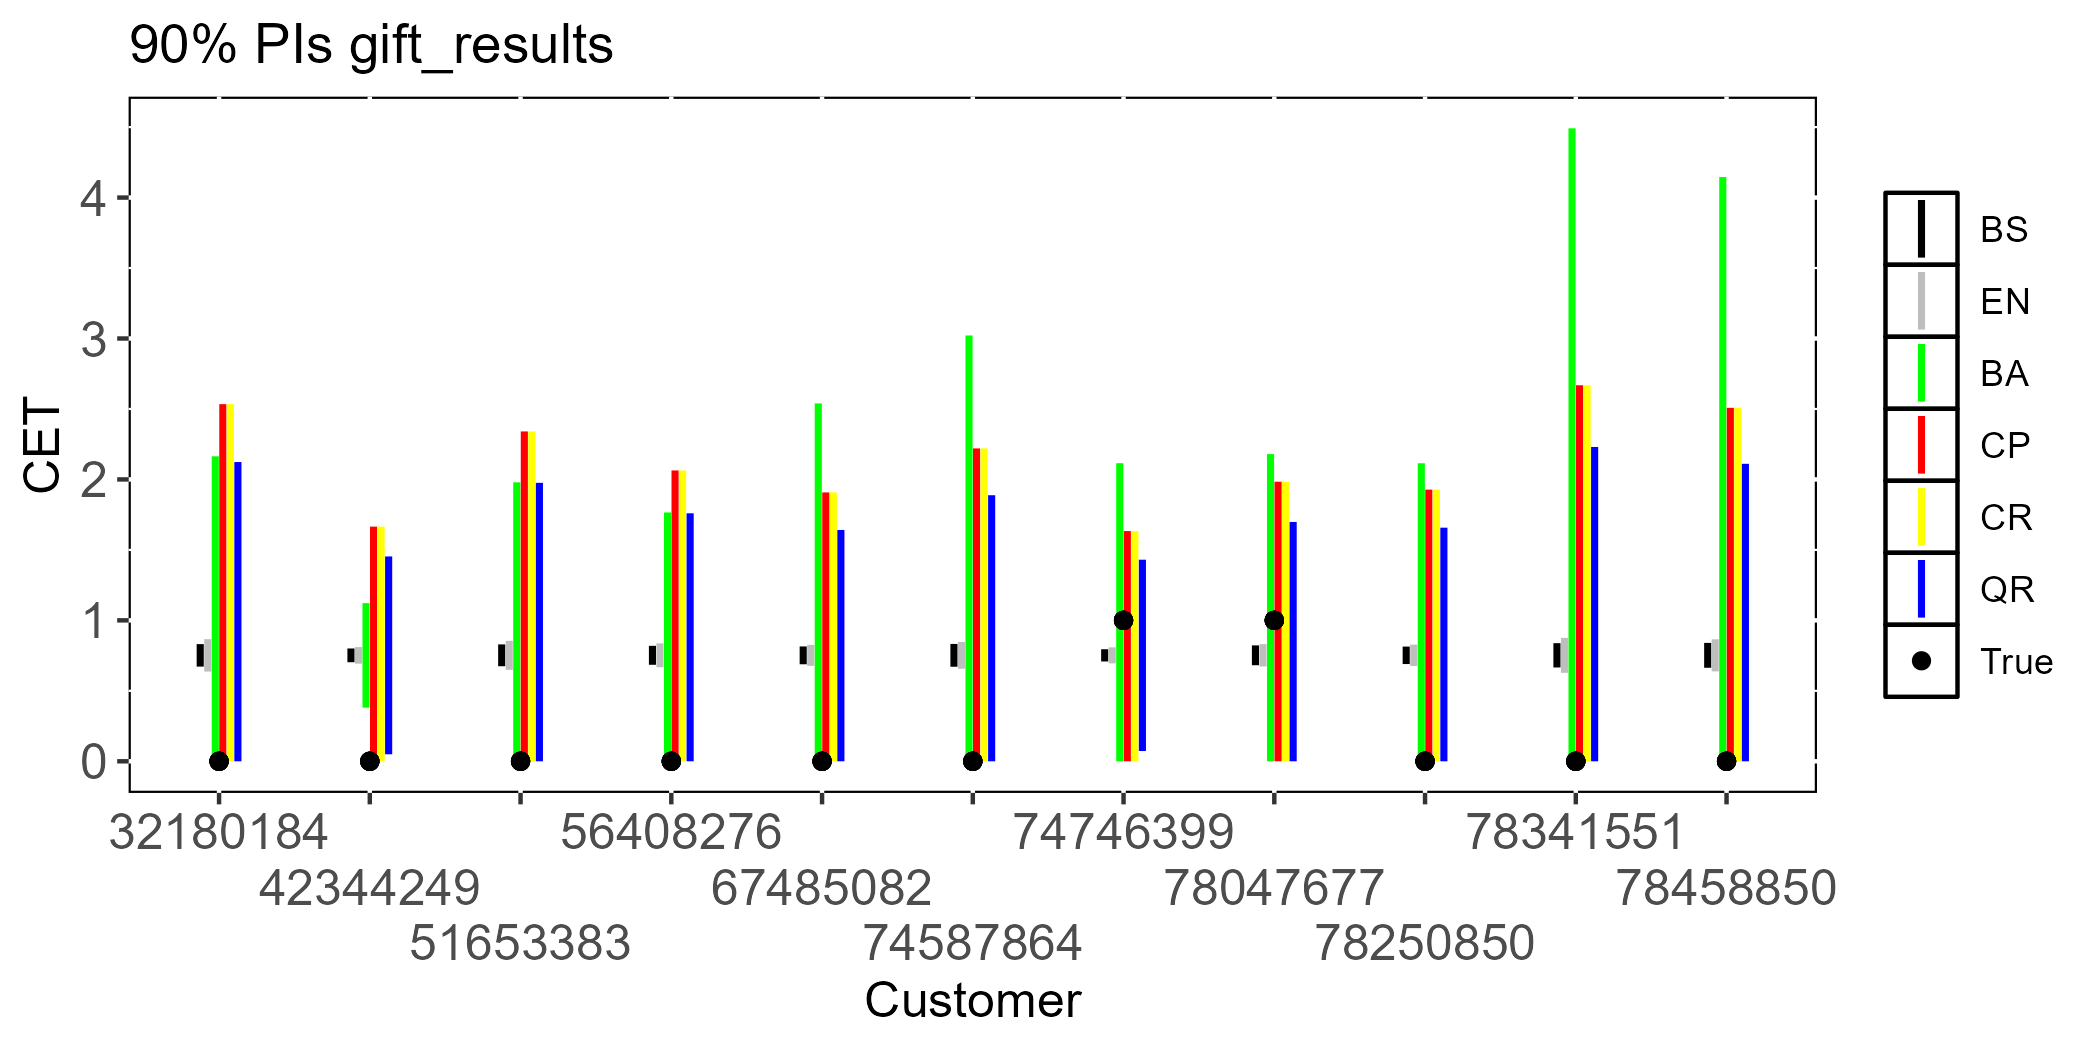 90% PIs gift_results
CET
4
3
2
1
0
32180184
56408276
74746399
78341551
42344249
67485082
78047677
78458850
51653383
74587864
78250850
Customer
BS
EN
BA
CP
CR
QR
True